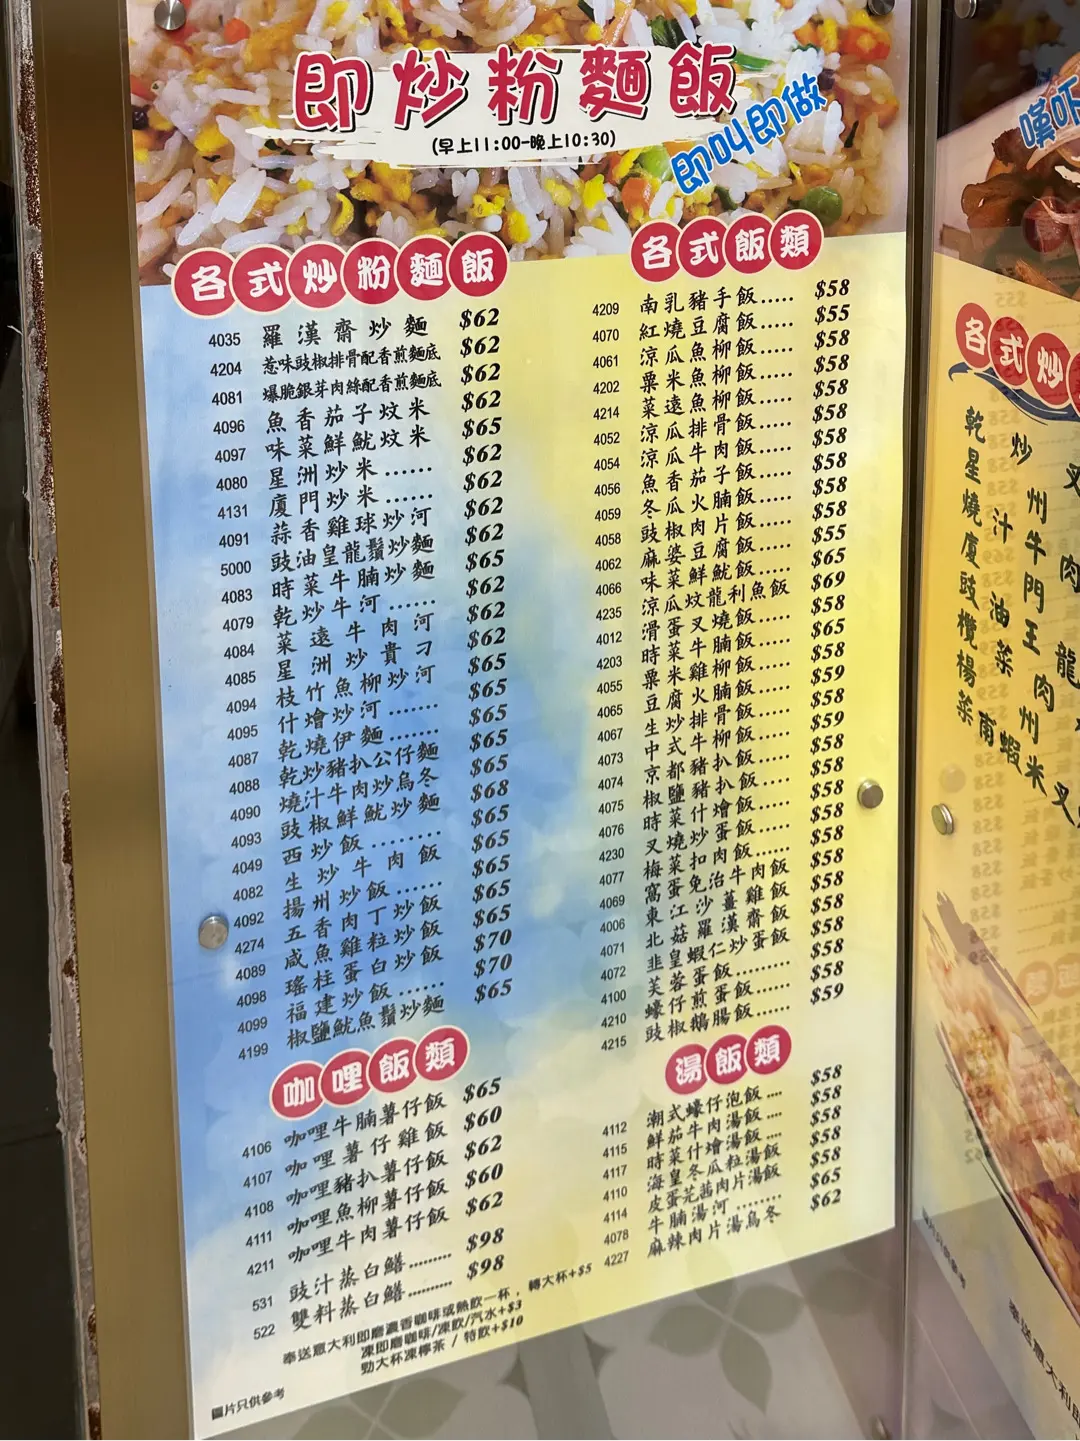 即炒粉麵飯
(早上11:00-晚上10:30)
即叫即做
各式炒粉麵飯
4035 羅漢齋炒麵 $62
4204 惹味豉椒排骨配香煎麵底 $62
4081 爆脆銀芽肉絲配香煎麵底 $62
4096 魚香茄子炆米 $62
4097 味菜鮮魷炆米 $65
4080 星洲炒米...... $62
4131 廈門炒米...... $62
4091 蒜香雞球炒河 $62
5000 豉油皇龍鬚炒麵 $62
4083 時菜牛腩炒麵 $65
4079 乾炒牛河...... $62
4084 菜遠牛肉河 $62
4085 星洲炒貴刁 $62
4094 枝竹魚柳炒河 $65
4095 什燴炒河...... $65
4087 乾燒伊麵...... $65
4088 乾炒豬扒公仔麵 $65
4090 燒汁牛肉炒烏冬 $65
4093 豉椒鮮魷炒麵 $68
4049 西炒飯...... $65
4082 生炒牛肉飯 $65
4092 揚州炒飯...... $65
4274 五香肉丁炒飯 $65
4089 咸魚雞粒炒飯 $65
4098 瑤柱蛋白炒飯 $70
4099 福建炒飯...... $70
4199 椒鹽魷魚鬚炒麵 $65
咖哩飯類
4106 咖哩牛腩薯仔飯 $65
4107 咖哩薯仔雞飯 $60
4108 咖哩豬扒薯仔飯 $62
4111 咖哩魚柳薯仔飯 $60
4211 咖哩牛肉薯仔飯 $62
531 豉汁蒸白鱔......... $98
522 雙料蒸白鱔......... $98
各式飯類
4209 南乳豬手飯..... $58
4070 紅燒豆腐飯..... $55
4061 涼瓜魚柳飯..... $58
4202 粟米魚柳飯..... $58
4214 菜遠魚柳飯..... $58
4052 涼瓜排骨飯..... $58
4054 涼瓜牛肉飯..... $58
4056 魚香茄子飯..... $58
4059 冬瓜火腩飯..... $58
4058 豉椒肉片飯..... $58
4062 麻婆豆腐飯..... $55
4066 味菜鮮魷飯..... $65
4235 涼瓜炆龍利魚飯 $69
4012 滑蛋叉燒飯..... $58
4203 時菜牛腩飯..... $65
4055 粟米雞柳飯..... $58
4065 豆腐火腩飯..... $59
4067 生炒排骨飯..... $58
4073 中式牛柳飯..... $59
4074 京都豬扒飯..... $58
4075 椒鹽豬扒飯..... $58
4076 時菜什燴飯..... $58
4230 叉燒炒蛋飯..... $58
4077 梅菜扣肉飯..... $58
4069 窩蛋免治牛肉飯 $58
4006 東江沙薑雞飯 $58
4071 北菇羅漢齋飯 $58
4072 韭皇蝦仁炒蛋飯 $58
4100 芙蓉蛋飯......... $58
4210 蠔仔煎蛋飯...... $58
4215 豉椒鵝腸飯...... $59
湯飯類
4112 潮式蠔仔泡飯.... $58
4115 鮮茄牛肉湯飯.... $58
4117 時菜什燴湯飯.... $58
4110 海皇冬瓜粒湯飯 $58
4114 皮蛋芫茜肉片湯飯 $58
4078 牛腩湯河........ $65
4227 麻辣肉片湯烏冬 $62
奉送意大利即磨濃香咖啡或熱飲一杯，轉大杯+$5
凍即磨咖啡/凍飲/汽水+$3
勁大杯凍檸茶 / 特飲+$10
圖片只供參考
嘆吓
各式炒
圖片只供參考
奉送意大利